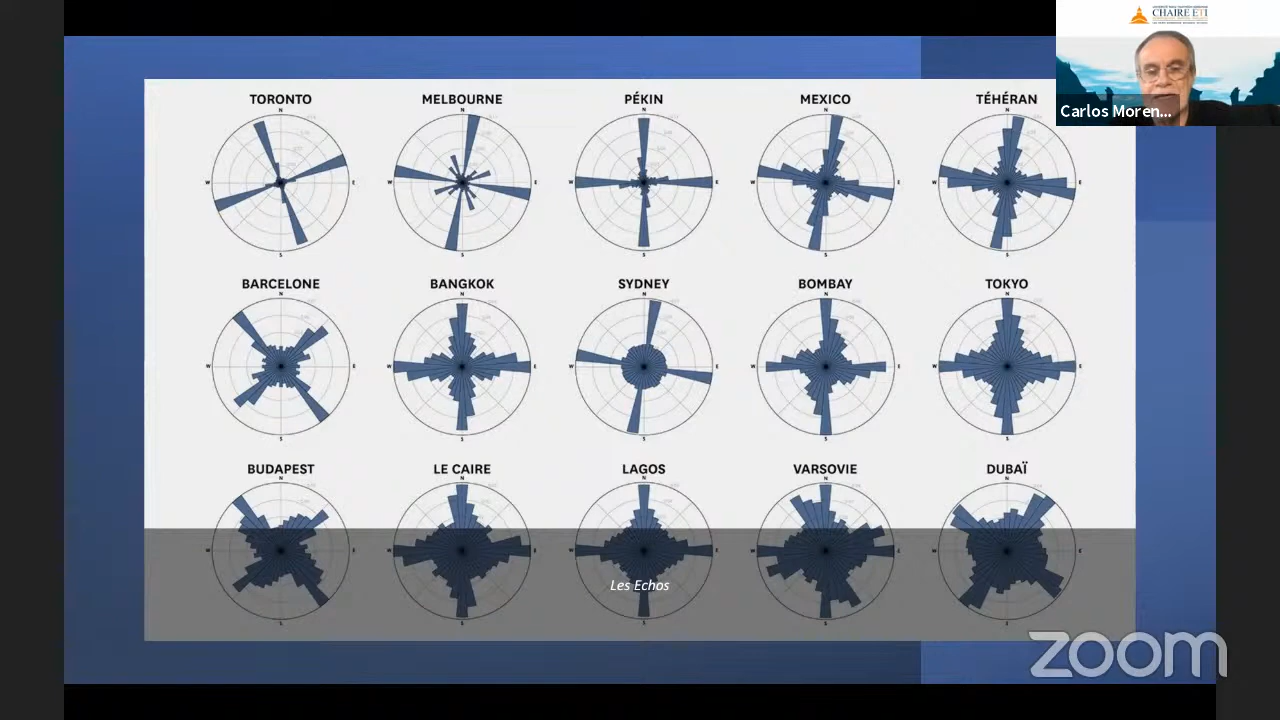 CHAIRE ETI
Carlos Moren...
TORONTO
MELBOURNE
PÉKIN
MEXICO
TÉHÉRAN
N
N
N
N
N
W
E
W
E
W
E
W
E
W
E
S
S
S
S
S
BARCELONE
BANGKOK
SYDNEY
BOMBAY
TOKYO
N
N
N
N
N
W
E
W
E
W
E
W
E
W
E
S
S
S
S
S
BUDAPEST
LE CAIRE
LAGOS
VARSOVIE
DUBAÏ
N
N
N
N
N
W
E
W
E
W
E
W
E
W
E
S
S
S
S
S
Les Echos
zoom